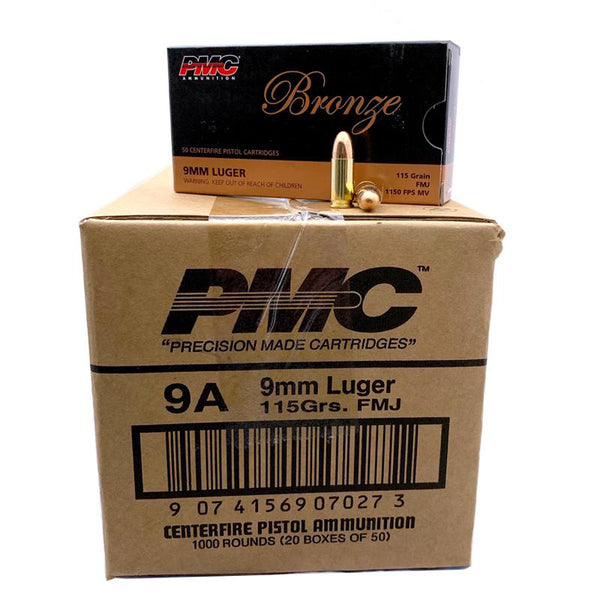 PMC
AMMUNITION
Bronze
50 CENTERFIRE PISTOL CARTRIDGES
9MM LUGER
WARNING: KEEP OUT OF REACH OF CHILDREN
115 Grain
FMJ
1150 FPS MV
PMC™
"PRECISION MADE CARTRIDGES"
9A
9mm Luger
115Grs. FMJ
9 07 41569 07027 3
CENTERFIRE PISTOL AMMUNITION
1000 ROUNDS (20 BOXES OF 50)